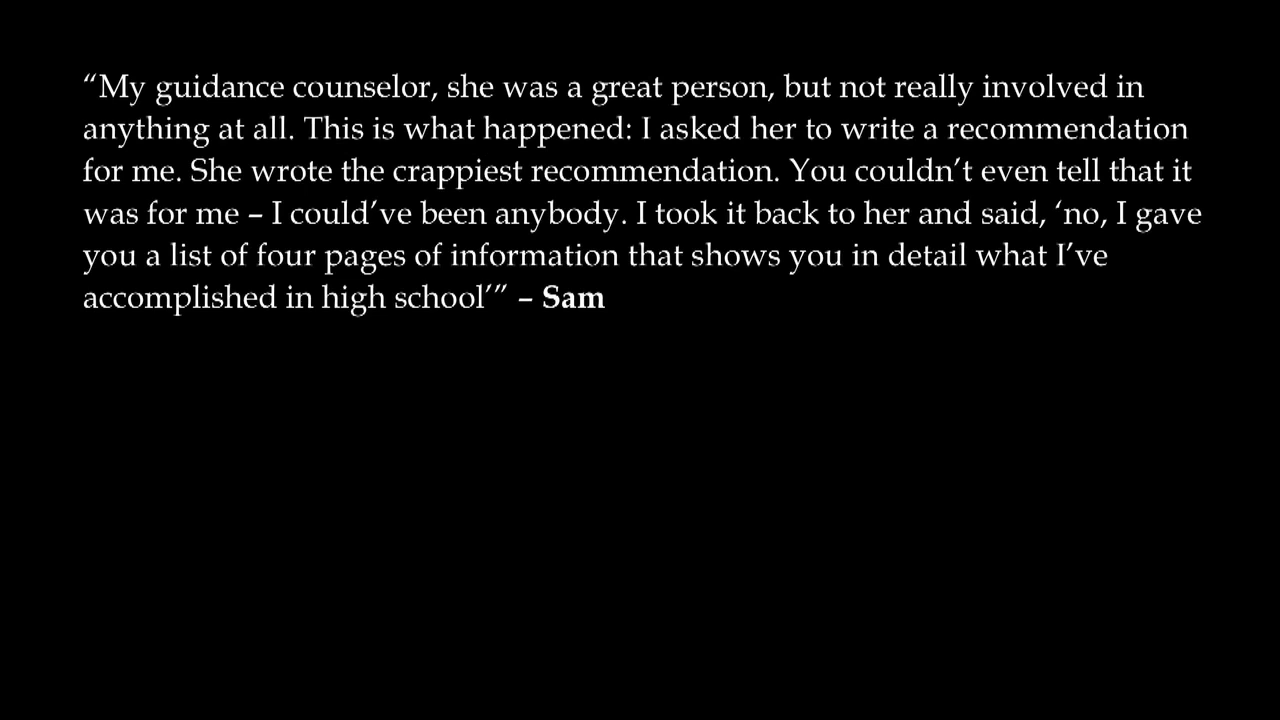 “My guidance counselor, she was a great person, but not really involved in
anything at all. This is what happened: I asked her to write a recommendation
for me. She wrote the crappiest recommendation. You couldn’t even tell that it
was for me – I could’ve been anybody. I took it back to her and said, ‘no, I gave
you a list of four pages of information that shows you in detail what I’ve
accomplished in high school’” – Sam